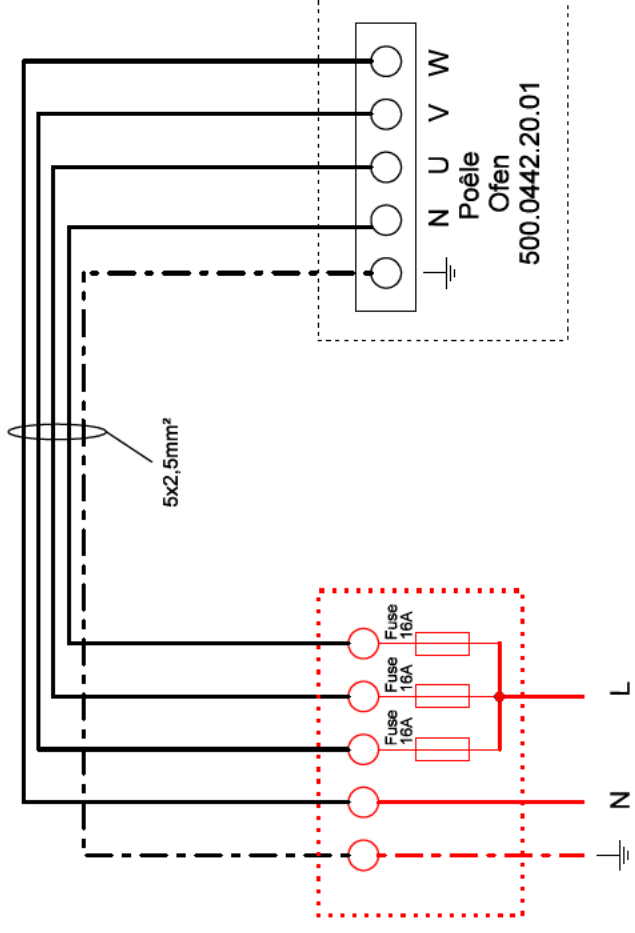 W
V
U
N
Poêle
Ofen
500.0442.20.01
5x2,5mm²
Fuse
16A
Fuse
16A
Fuse
16A
L
N